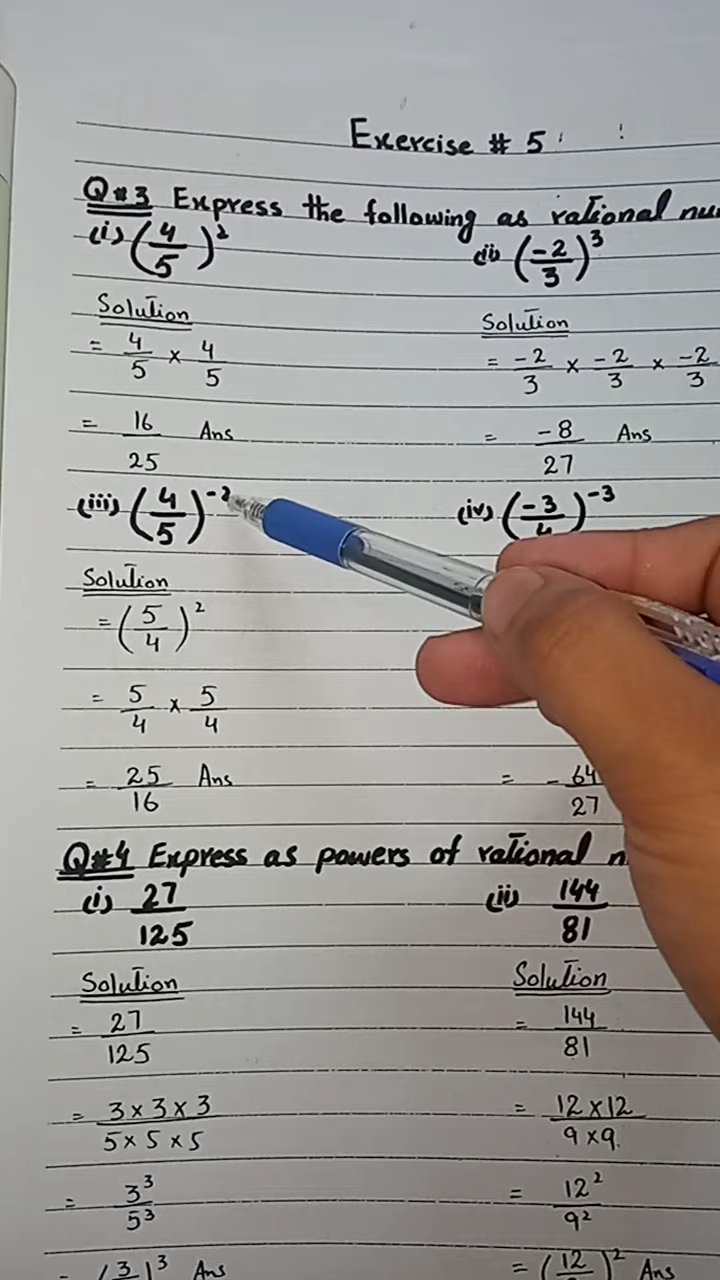 Exercise # 5
Q#3 Express the following as rational
(i) (4/5)²
(ii) (-2/3)³
Solution
= 4/5 × 4/5
= 16/25 Ans
Solution
= -2/3 × -2/3 × -2/3
= -8/27 Ans
(iii) (4/5)⁻²
(iv) (-3/4)⁻³
Solution
= (5/4)²
= 5/4 × 5/4
= 25/16 Ans
= - 64/27
Q#4 Express as powers of rational
(i) 27/125
(ii) 144/81
Solution
= 27/125
= 3 × 3 × 3 / 5 × 5 × 5
= 3³/5³
(3/ )³ Ans
Solution
= 144/81
= 12 × 12 / 9 × 9
= 12²/9²
= (12/ )² Ans